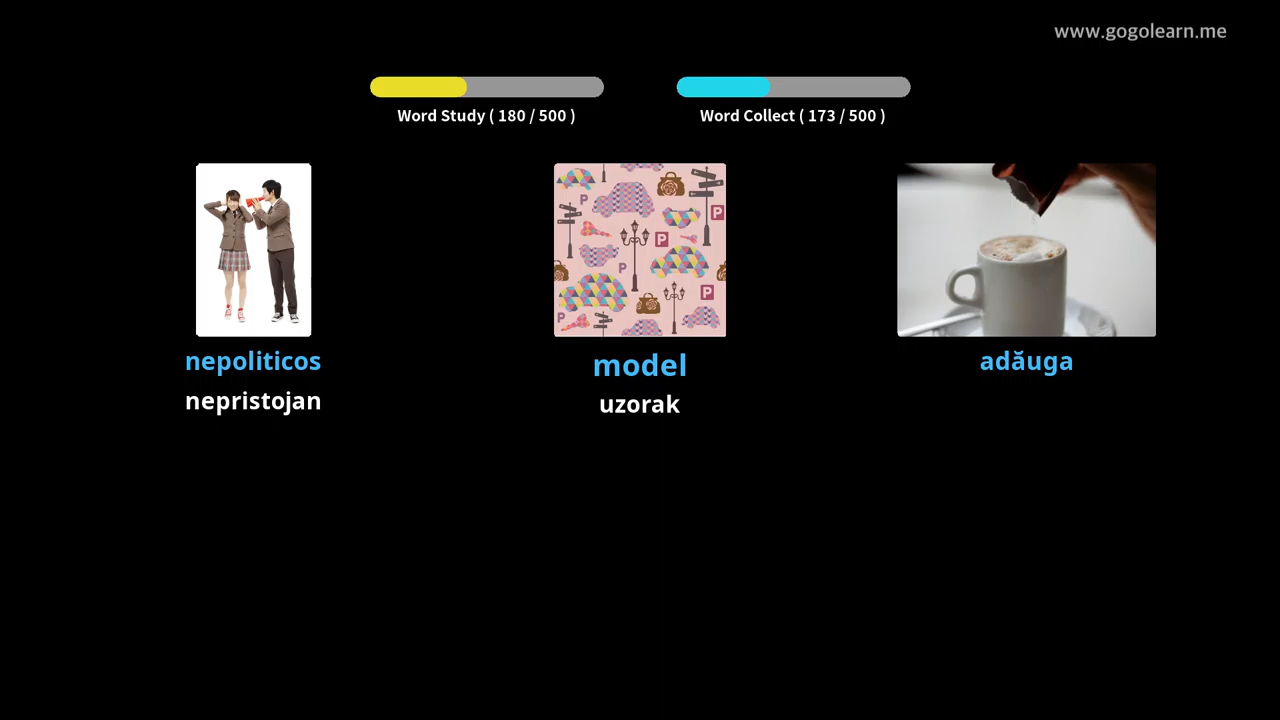 www.gogolearn.me
Word Study ( 180 / 500 )
Word Collect ( 173 / 500 )
P
P
P
P
P
P
nepoliticos
model
adăuga
nepristojan
uzorak